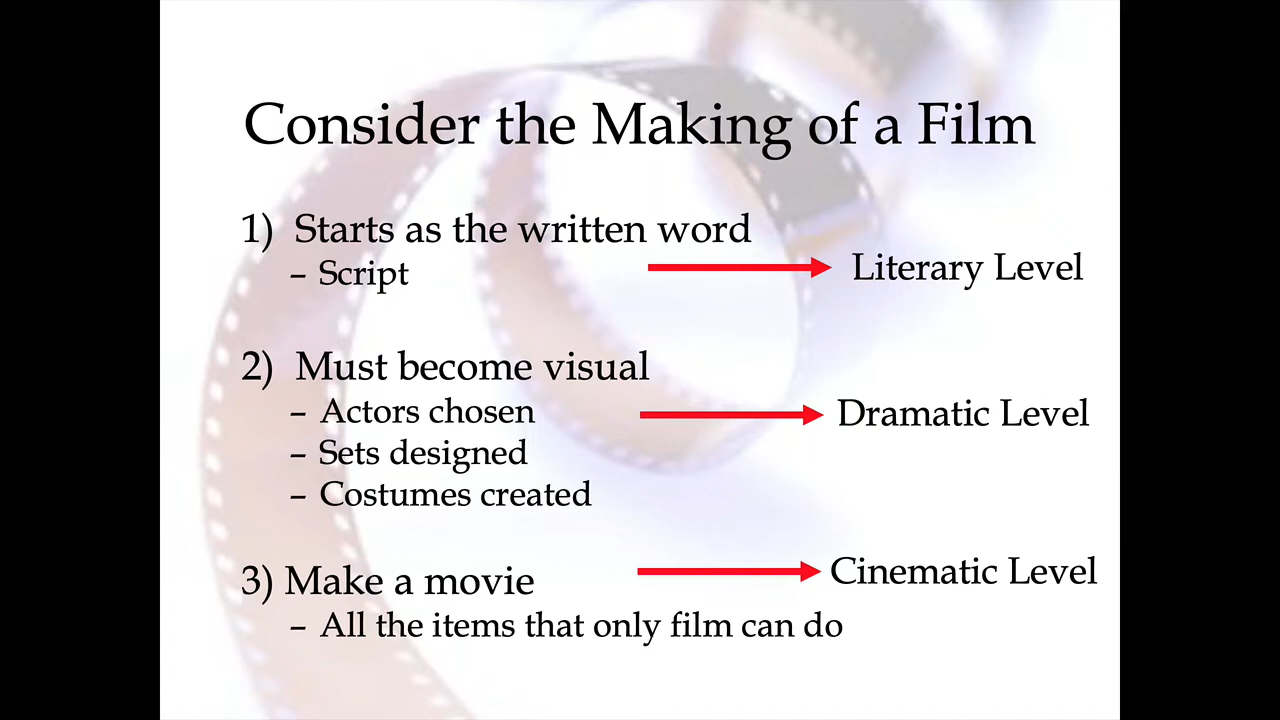 Consider the Making of a Film
1) Starts as the written word
– Script
Literary Level
2) Must become visual
– Actors chosen
Dramatic Level
– Sets designed
– Costumes created
3) Make a movie
Cinematic Level
– All the items that only film can do